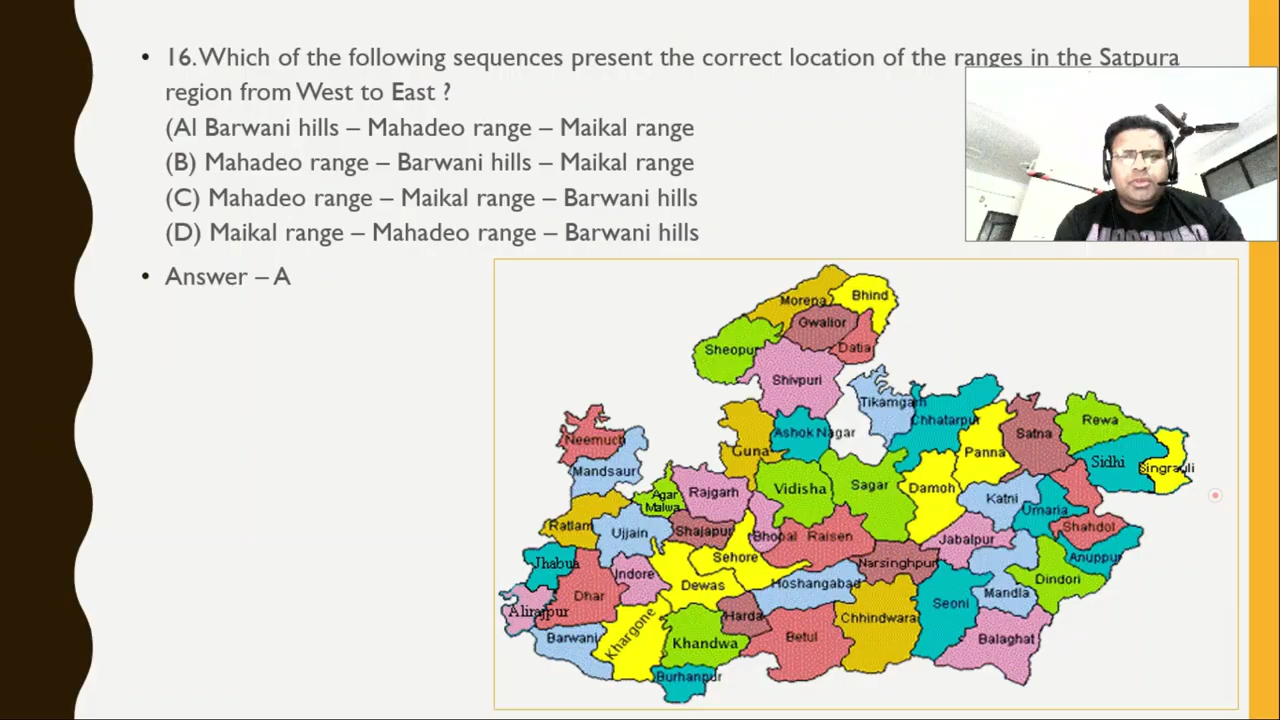 • 16. Which of the following sequences present the correct location of the ranges in the Satpura
region from West to East ?
(Al Barwani hills – Mahadeo range – Maikal range
(B) Mahadeo range – Barwani hills – Maikal range
(C) Mahadeo range – Maikal range – Barwani hills
(D) Maikal range – Mahadeo range – Barwani hills
• Answer – A
Bhind
Morena
Gwalior
Datia
Sheopur
Shivpuri
Tikamgarh
Chhatarpur
Ashok Nagar
Satna
Rewa
Neemuch
Guna
Panna
Sidhi
Singrauli
Mandsaur
Rajgarh
Vidisha
Sagar
Damoh
Katni
Agar
Malwa
Umaria
Ratlam
Ujjain
Shajapur
Bhopal
Raisen
Jabalpur
Shahdol
Jhabua
Indore
Sehore
Narsinghpur
Anuppur
Dewas
Hoshangabad
Dindori
Dhar
Mandla
Alirajpur
Seoni
Harda
Chhindwara
Barwani
Khargone
Khandwa
Betul
Balaghat
Burhanpur